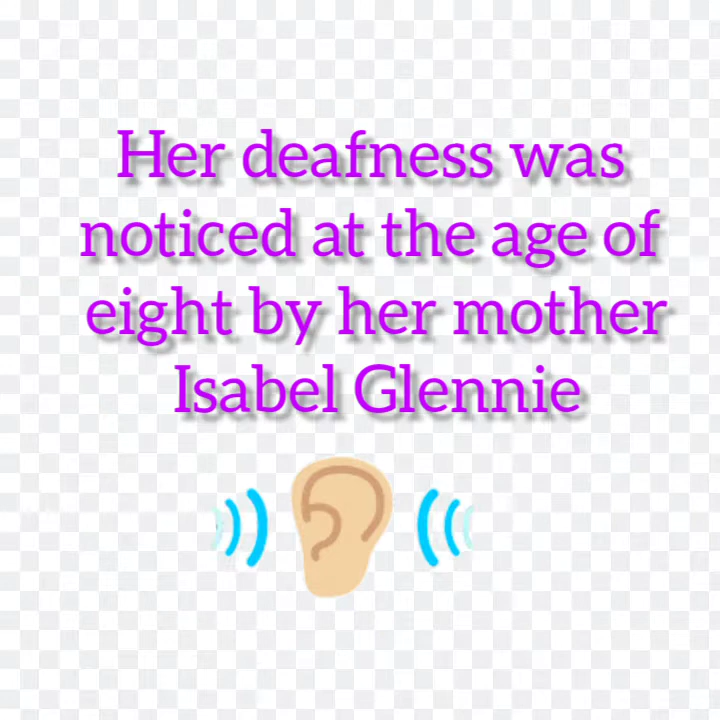 Her deafness was
noticed at the age of
eight by her mother
Isabel Glennie